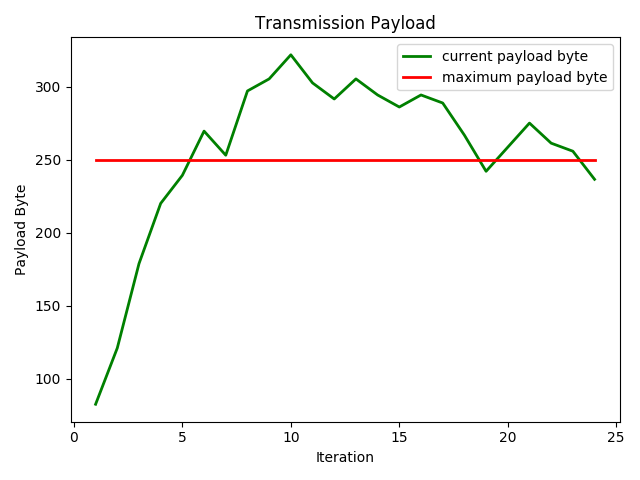 Transmission Payload
current payload byte
maximum payload byte
300
250
200
150
100
Payload Byte
0
5
10
15
20
25
Iteration